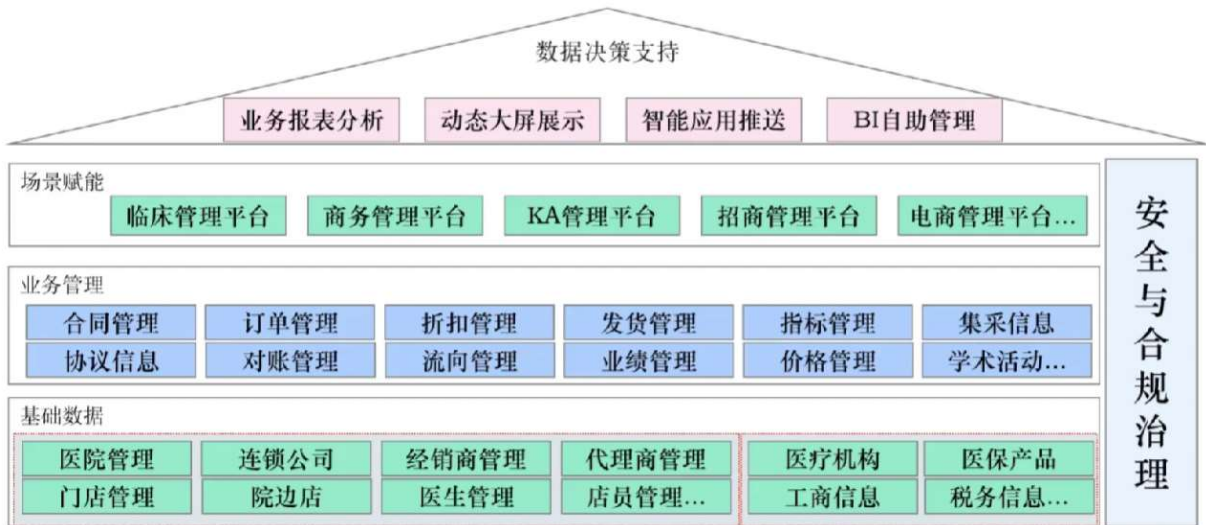 数据决策支持
业务报表分析 动态大屏展示 智能应用推送 BI自助管理
场景赋能
临床管理平台 商务管理平台 KA管理平台 招商管理平台 电商管理平台...
业务管理
合同管理 订单管理 折扣管理 发货管理 指标管理 集采信息
协议信息 对账管理 流向管理 业绩管理 价格管理 学术活动...
基础数据
医院管理 连锁公司 经销商管理 代理商管理 医疗机构 医保产品
门店管理 院边店 医生管理 店员管理... 工商信息 税务信息...
安全与合规治理